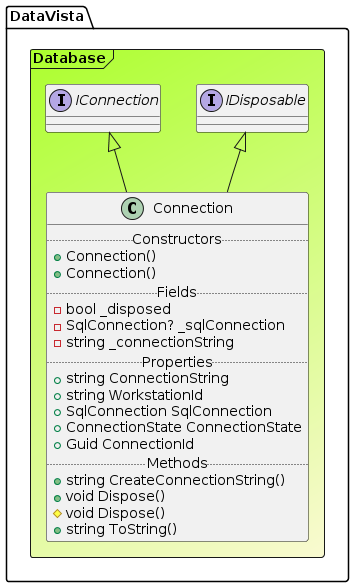 DataVista
Database
I IConnection
I IDisposable
C Connection
Constructors
Connection()
Connection()
Fields
bool _disposed
SqlConnection? _sqlConnection
string _connectionString
Properties
string ConnectionString
string WorkstationId
SqlConnection SqlConnection
ConnectionState ConnectionState
Guid ConnectionId
Methods
string CreateConnectionString()
void Dispose()
void Dispose()
string ToString()